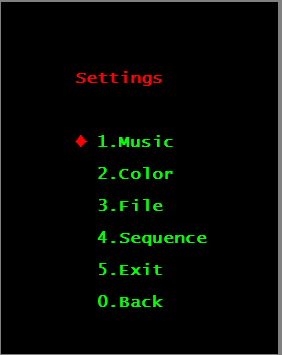 Settings
♦ 1.Music
2.Color
3.File
4.Sequence
5.Exit
0.Back